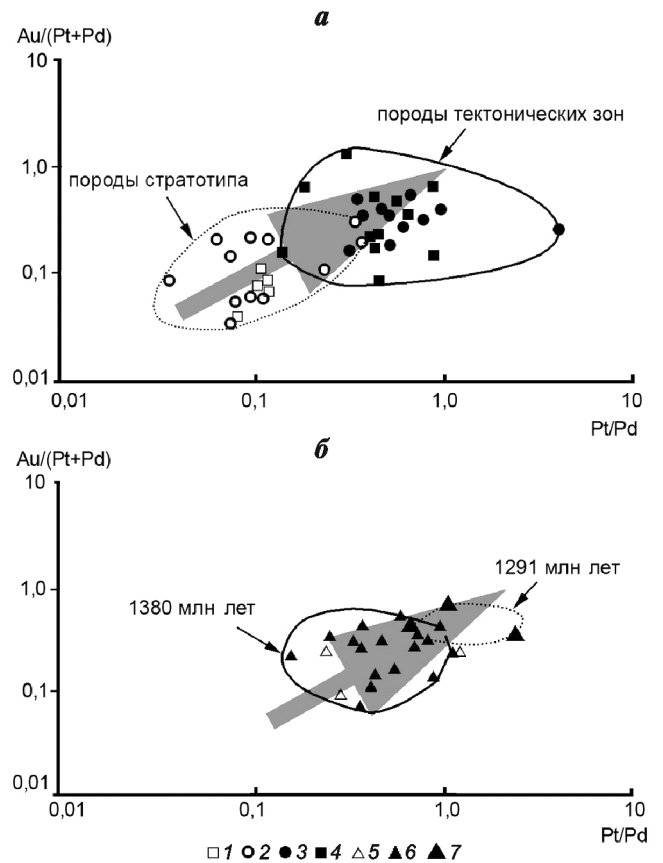 а
Au/(Pt+Pd)
10
породы тектонических зон
1,0
породы стратотипа
0,1
0,01
0,01 0,1 1,0 10
Pt/Pd
б
Au/(Pt+Pd)
10
1291 млн лет
1,0
1380 млн лет
0,1
0,01
0,01 0,1 1,0 10
Pt/Pd
1 2 3 4 5 6 7